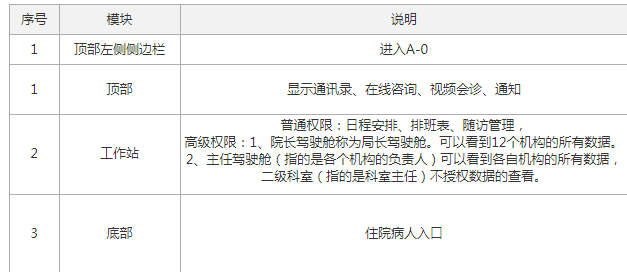 序号 模块 说明
1 顶部左侧侧边栏 进入A-0
1 顶部 显示通讯录、在线咨询、视频会诊、通知
2 工作站 普通权限：日程安排、排班表、随访管理，
高级权限：1、院长驾驶舱称为局长驾驶舱。可以看到12个机构的所有数据。
2、主任驾驶舱（指的是各个机构的负责人）可以看到各自机构的所有数据，
二级科室（指的是科室主任）不授权数据的查看。
3 底部 住院病人入口